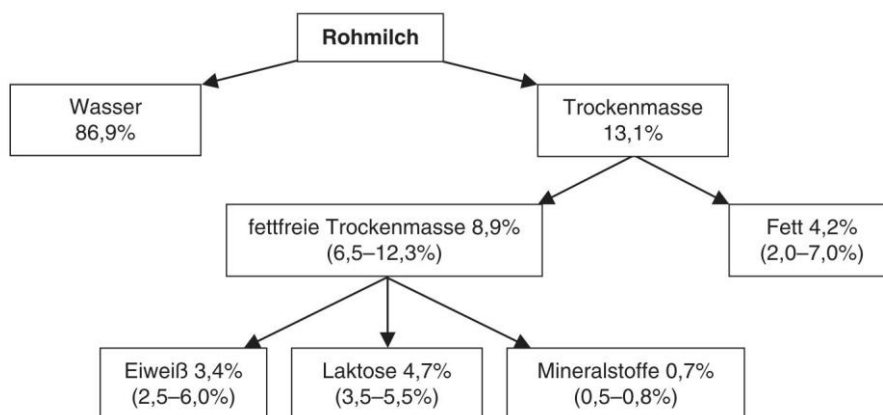 Rohmilch
Wasser
86,9%
Trockenmasse
13,1%
fettfreie Trockenmasse 8,9%
(6,5–12,3%)
Fett 4,2%
(2,0–7,0%)
Eiweiß 3,4%
(2,5–6,0%)
Laktose 4,7%
(3,5–5,5%)
Mineralstoffe 0,7%
(0,5–0,8%)